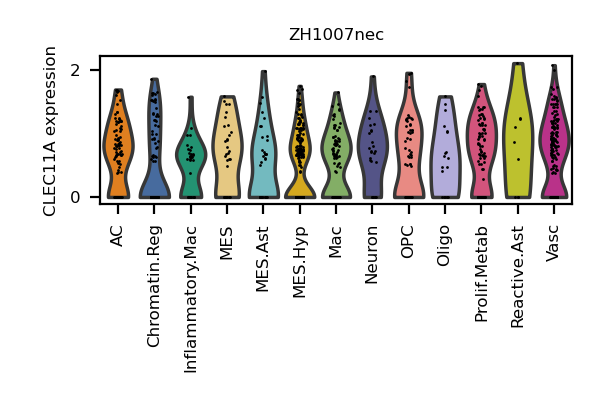 ZH1007nec
CLEC11A expression
2
0
AC
Chromatin.Reg
Inflammatory.Mac
MES
MES.Ast
MES.Hyp
Mac
Neuron
OPC
Oligo
Prolif.Metab
Reactive.Ast
Vasc